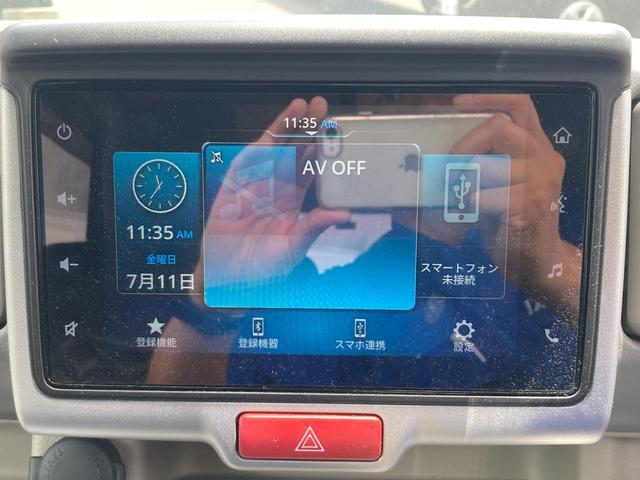 11:35 AM
AV OFF
11:35 AM
金曜日
7月11日
スマートフォン
未接続
登録機能
登録機器
スマホ連携
設定